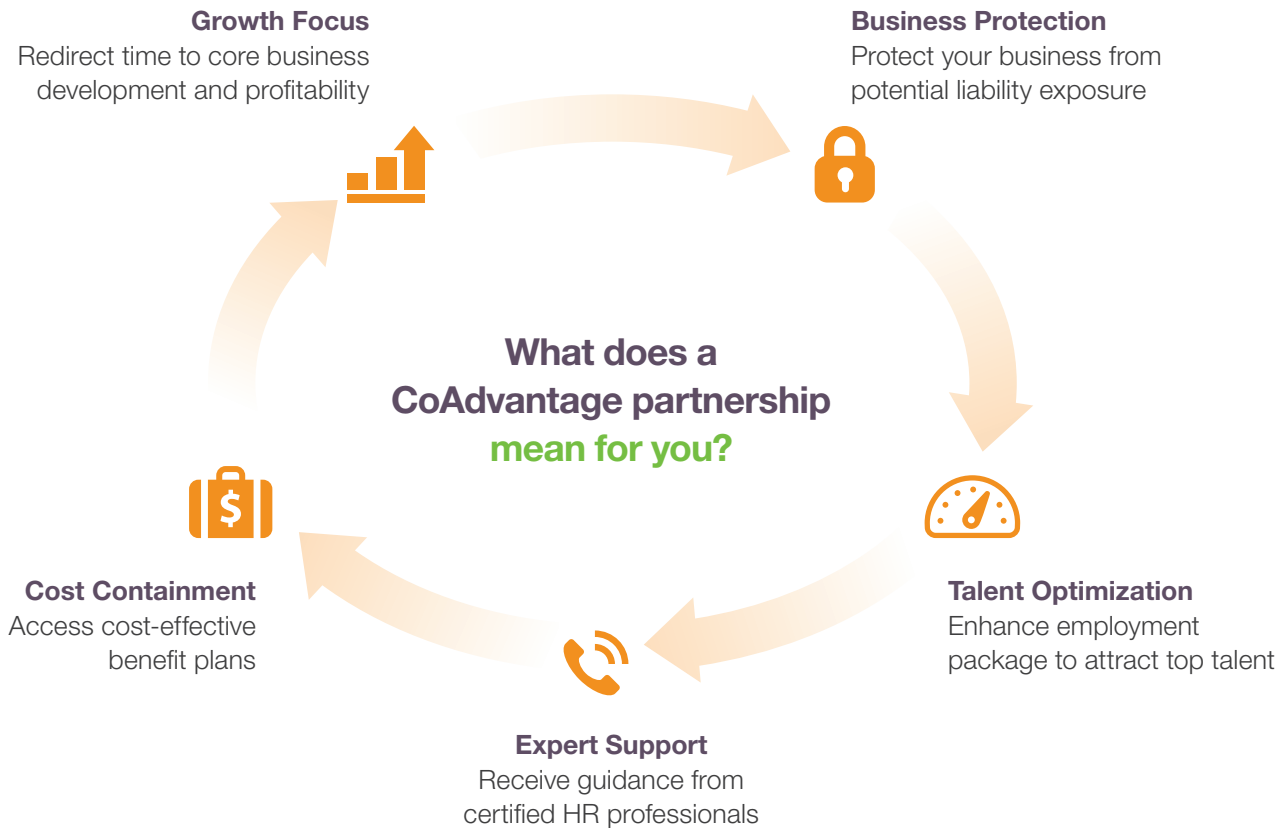 Growth Focus
Redirect time to core business
development and profitability
Business Protection
Protect your business from
potential liability exposure
What does a
CoAdvantage partnership
mean for you?
$
Talent Optimization
Enhance employment
package to attract top talent
Expert Support
Receive guidance from
certified HR professionals
Cost Containment
Access cost-effective
benefit plans